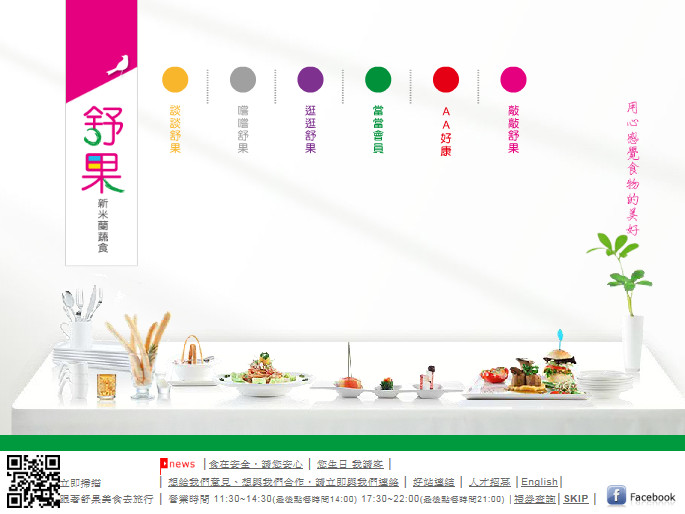 舒果
新米蘭蔬食
談談舒果
嚐嚐舒果
逛逛舒果
當當會員
AA好康
敲敲舒果
用心感覺食物的美好
news | 食在安全，請您安心 | 您生日 我請客 |
立即掃描 | 想給我們意見、想與我們合作，請立即與我們連絡 | 好站連結 | 人才招募 | English |
跟著舒果美食去旅行 | 營業時間 11:30~14:30(最後點餐時間14:00) 17:30~22:00(最後點餐時間21:00) | 禮券查詢 | SKIP |
Facebook